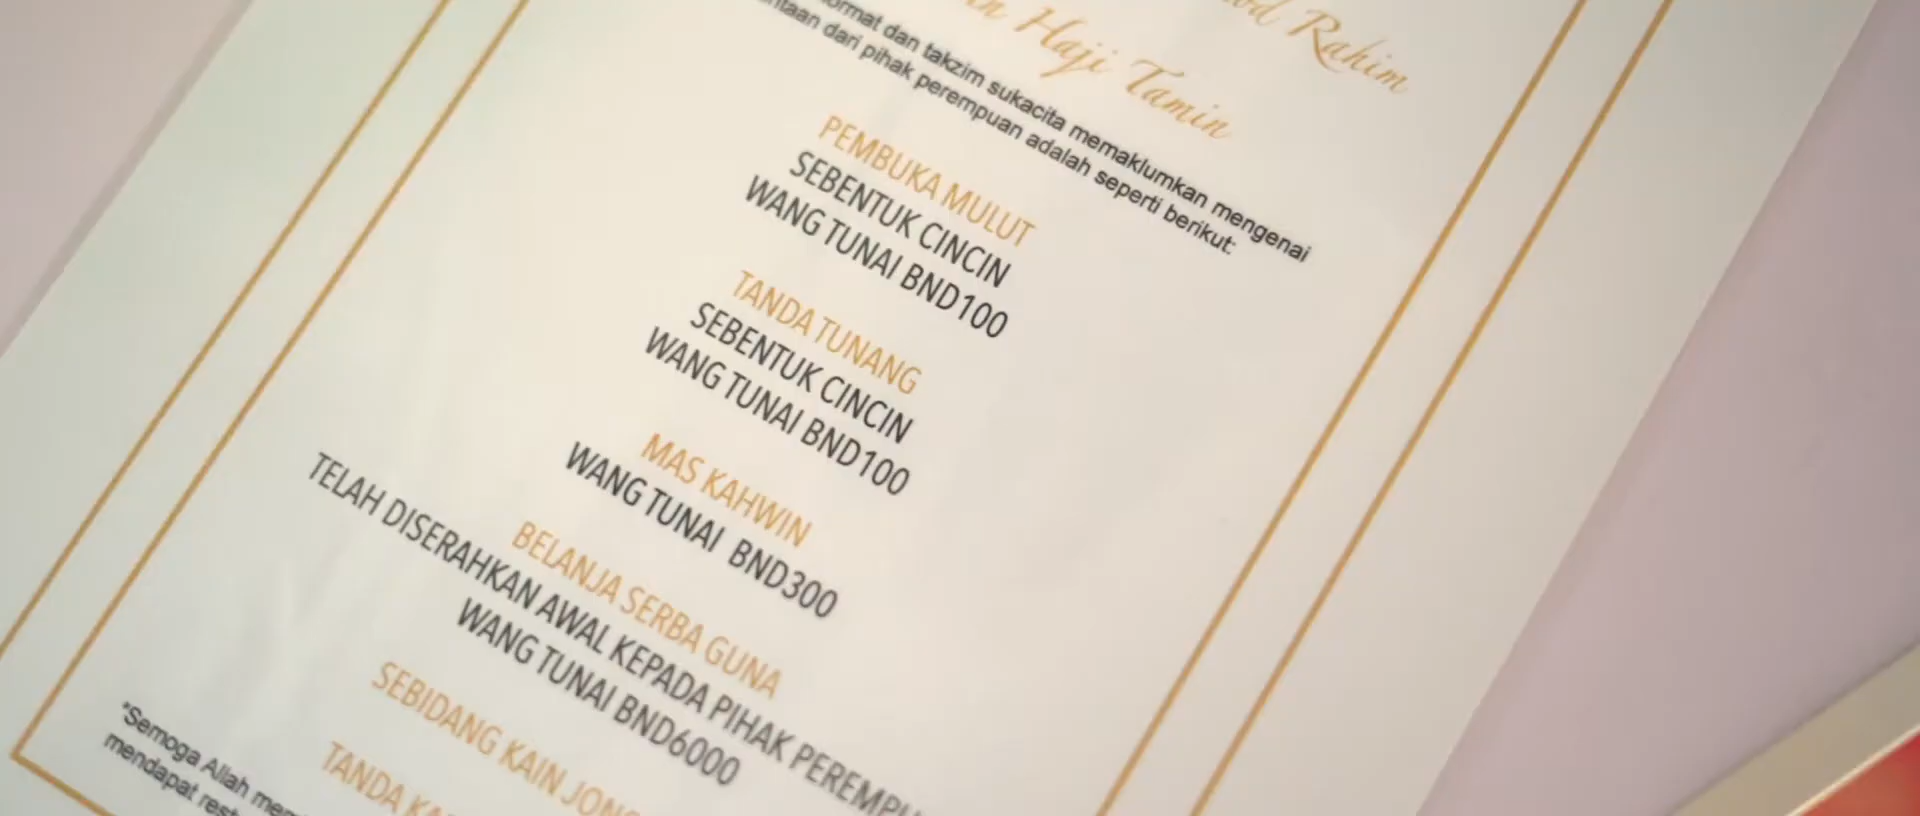 Rahim
Haji Tamin
dan takzim sukacita memaklumkan mengenai
dari pihak perempuan adalah seperti berikut:
PEMBUKA MULUT
SEBENTUK CINCIN
WANG TUNAI BND100
TANDA TUNANG
SEBENTUK CINCIN
WANG TUNAI BND100
MAS KAHWIN
WANG TUNAI BND300
BELANJA SERBA GUNA
TELAH DISERAHKAN AWAL KEPADA PIHAK
WANG TUNAI BND6000
SEBIDANG KAIN
TANDA
*Semoga Allah
mendapat